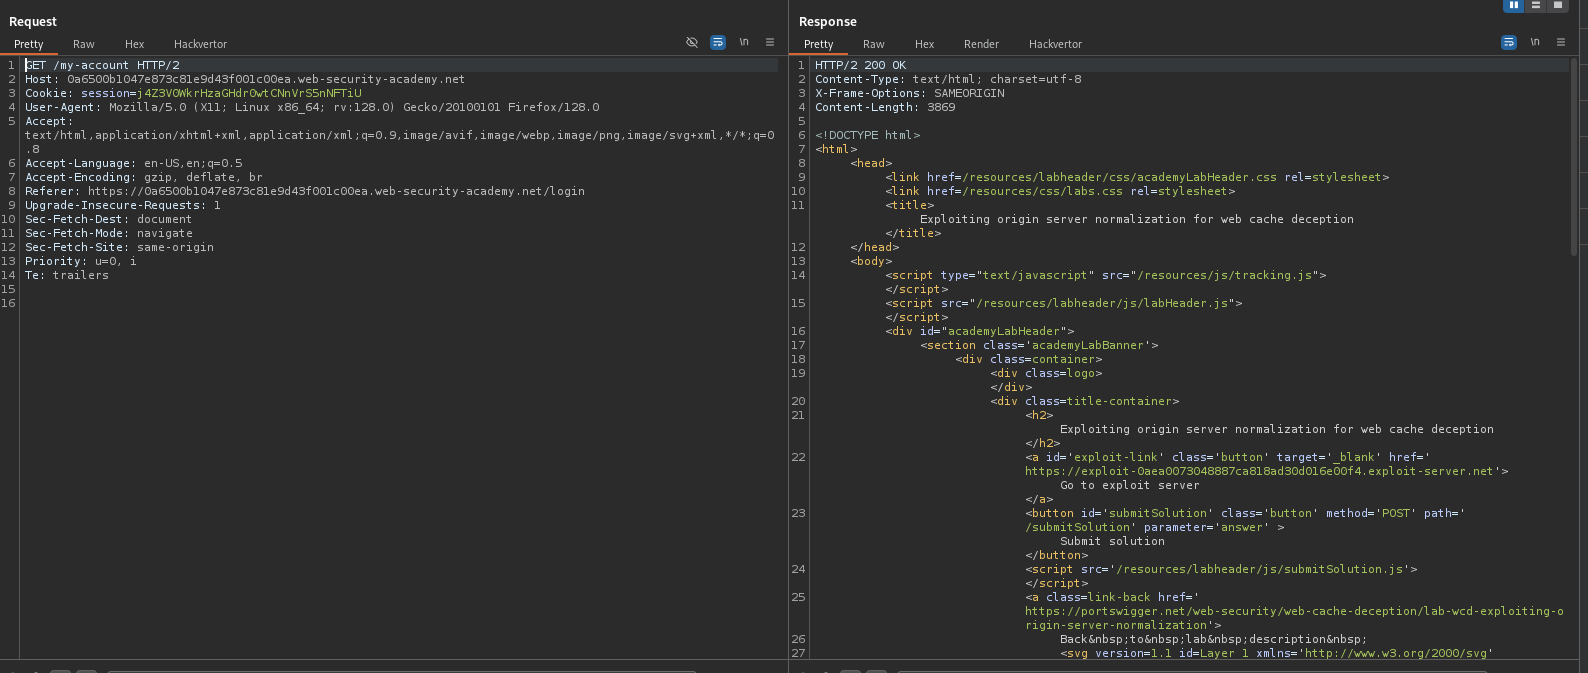 Request
Pretty Raw Hex Hackvertor \n
1 GET /my-account HTTP/2
2 Host: 0a6500b1047e873c81e9d43f001c00ea.web-security-academy.net
3 Cookie: session=j4Z3V0WkrHzaGHdr0wtCNnVrS5nNFTiU
4 User-Agent: Mozilla/5.0 (X11; Linux x86_64; rv:128.0) Gecko/20100101 Firefox/128.0
5 Accept:
text/html,application/xhtml+xml,application/xml;q=0.9,image/avif,image/webp,image/png,image/svg+xml,*/*;q=0
.8
6 Accept-Language: en-US,en;q=0.5
7 Accept-Encoding: gzip, deflate, br
8 Referer: https://0a6500b1047e873c81e9d43f001c00ea.web-security-academy.net/login
9 Upgrade-Insecure-Requests: 1
10 Sec-Fetch-Dest: document
11 Sec-Fetch-Mode: navigate
12 Sec-Fetch-Site: same-origin
13 Priority: u=0, i
14 Te: trailers
15
16
Response
Pretty Raw Hex Render Hackvertor \n
1 HTTP/2 200 OK
2 Content-Type: text/html; charset=utf-8
3 X-Frame-Options: SAMEORIGIN
4 Content-Length: 3869
5
6 <!DOCTYPE html>
7 <html>
8 <head>
9 <link href=/resources/labheader/css/academyLabHeader.css rel=stylesheet>
10 <link href=/resources/css/labs.css rel=stylesheet>
11 <title>
Exploiting origin server normalization for web cache deception
</title>
12 </head>
13 <body>
14 <script type="text/javascript" src="/resources/js/tracking.js">
</script>
15 <script src="/resources/labheader/js/labHeader.js">
</script>
16 <div id="academyLabHeader">
17 <section class='academyLabBanner'>
18 <div class=container>
19 <div class=logo>
</div>
20 <div class=title-container>
21 <h2>
Exploiting origin server normalization for web cache deception
</h2>
22 <a id='exploit-link' class='button' target='_blank' href='
https://exploit-0aea0073048887ca818ad30d016e00f4.exploit-server.net'>
Go to exploit server
</a>
23 <button id='submitSolution' class='button' method='POST' path='
/submitSolution' parameter='answer' >
Submit solution
</button>
24 <script src='/resources/labheader/js/submitSolution.js'>
</script>
25 <a class=link-back href='
https://portswigger.net/web-security/web-cache-deception/lab-wcd-exploiting-o
rigin-server-normalization'>
26 Back&nbsp;to&nbsp;lab&nbsp;description&nbsp;
27 <svg version=1.1 id=Layer_1 xmlns='http://www.w3.org/2000/svg'